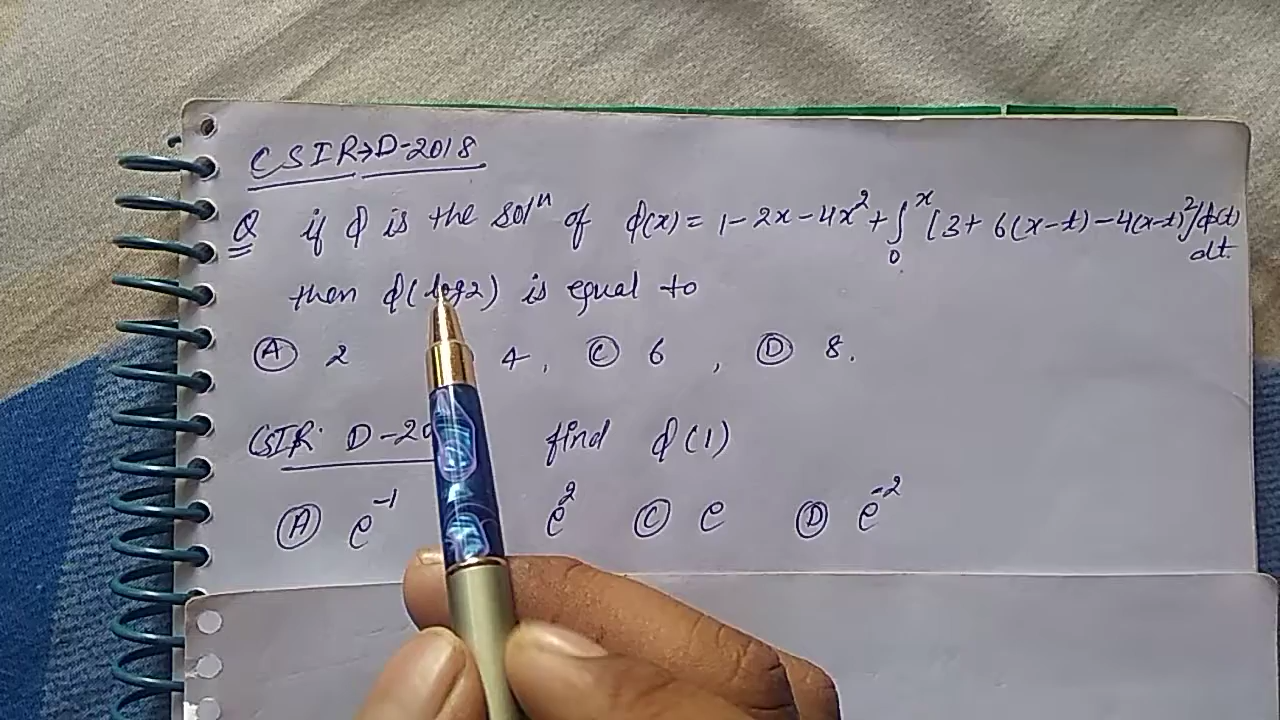 CSIR→D-2018
Q if ϕ is the solⁿ of ϕ(x) = 1-2x-4x²+∫₀ˣ[3+6(x-t)-4(x-t)²]ϕ(t)
dt.
then ϕ(log2) is equal to
Ⓐ 2 4, Ⓒ 6 , Ⓓ 8.
CSIR· D-20 find ϕ(1)
Ⓐ e⁻¹ e² Ⓒ e Ⓓ e⁻²